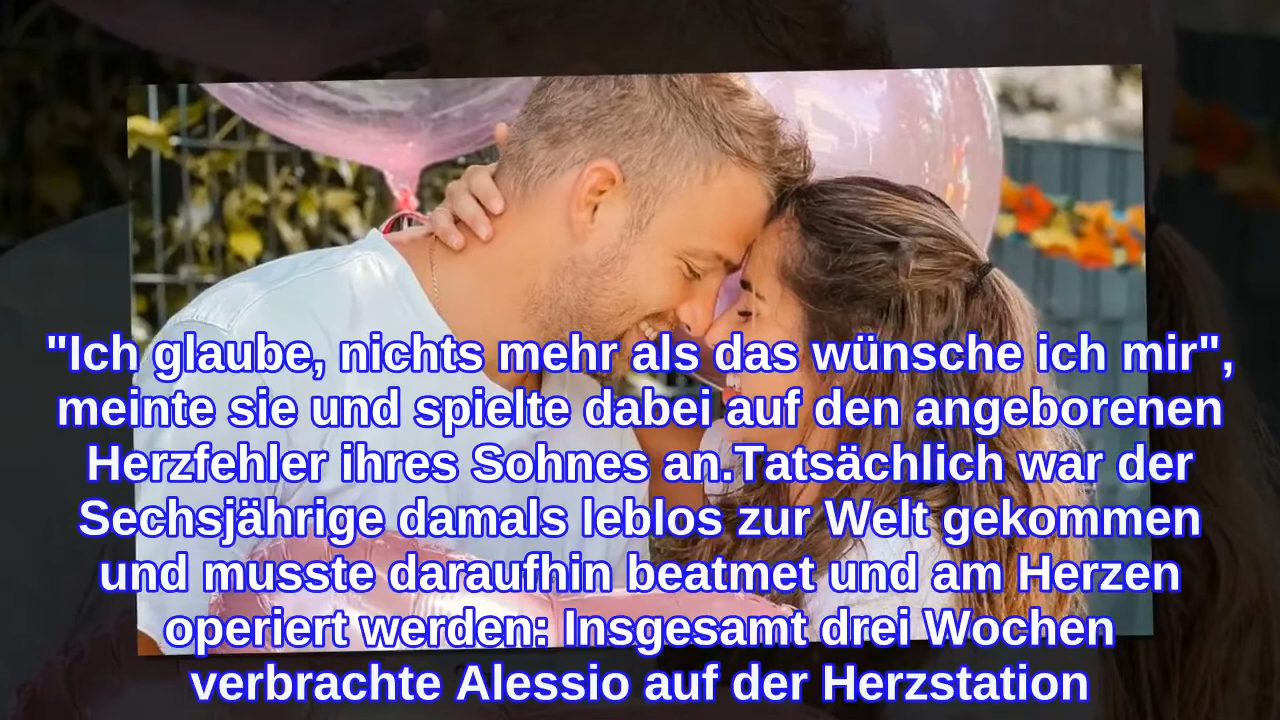 "Ich glaube, nichts mehr als das wünsche ich mir",
meinte sie und spielte dabei auf den angeborenen
Herzfehler ihres Sohnes an.Tatsächlich war der
Sechsjährige damals leblos zur Welt gekommen
und musste daraufhin beatmet und am Herzen
operiert werden: Insgesamt drei Wochen
verbrachte Alessio auf der Herzstation